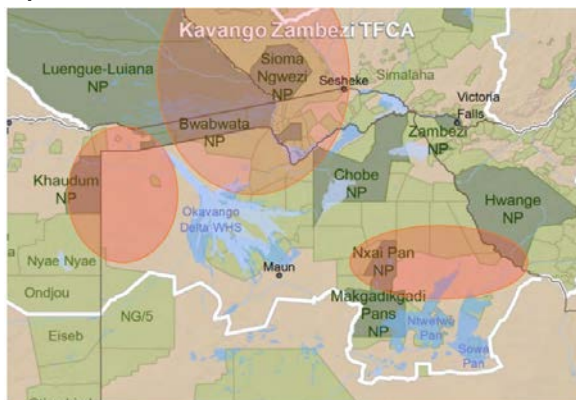 Kavango Zambezi TFCA
Luengue-Luiana
NP
Sioma
Ngwezi
NP
Sesheke
Simalaha
Victoria
Falls
Bwabwata
NP
Zambezi
NP
Khaudum
NP
Chobe
NP
Hwange
NP
Okavango
Delta WHS
Nyae Nyae
Nxai Pan
NP
Maun
Ondjou
Makgadikgadi
Pans
NP
NG/5
Ntwetwe
Pan
Eiseb
Sowa
Pan